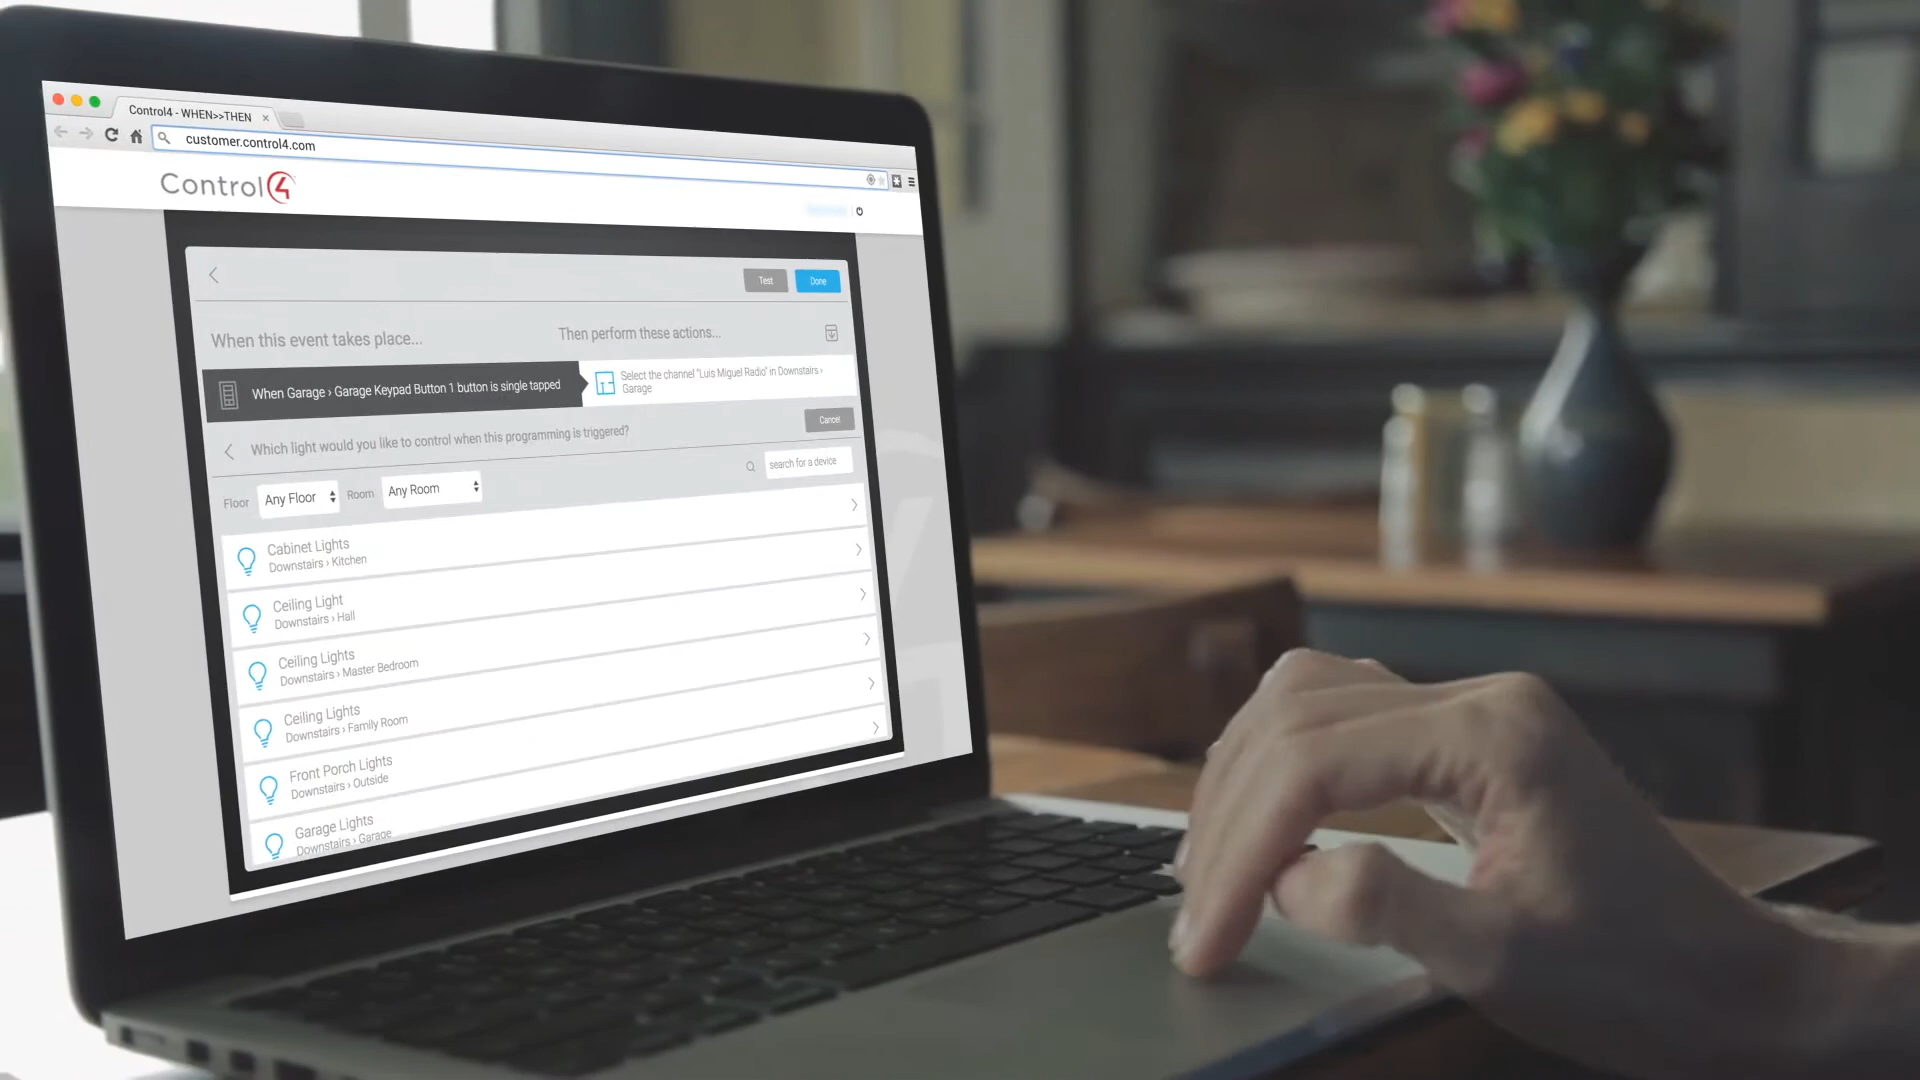 Control4 - WHEN>>THEN
customer.control4.com
Control4
Test
Done
When this event takes place...
Then perform these actions...
When Garage › Garage Keypad Button 1 button is single tapped
Select the channel "Luis Miguel Radio" in Downstairs ›
Garage
Which light would you like to control when this programming is triggered?
Cancel
Floor
Any Floor
Room
Any Room
search for a device
Cabinet Lights
Downstairs › Kitchen
Ceiling Light
Downstairs › Hall
Ceiling Lights
Downstairs › Master Bedroom
Ceiling Lights
Downstairs › Family Room
Front Porch Lights
Downstairs › Outside
Garage Lights
Downstairs › Garage